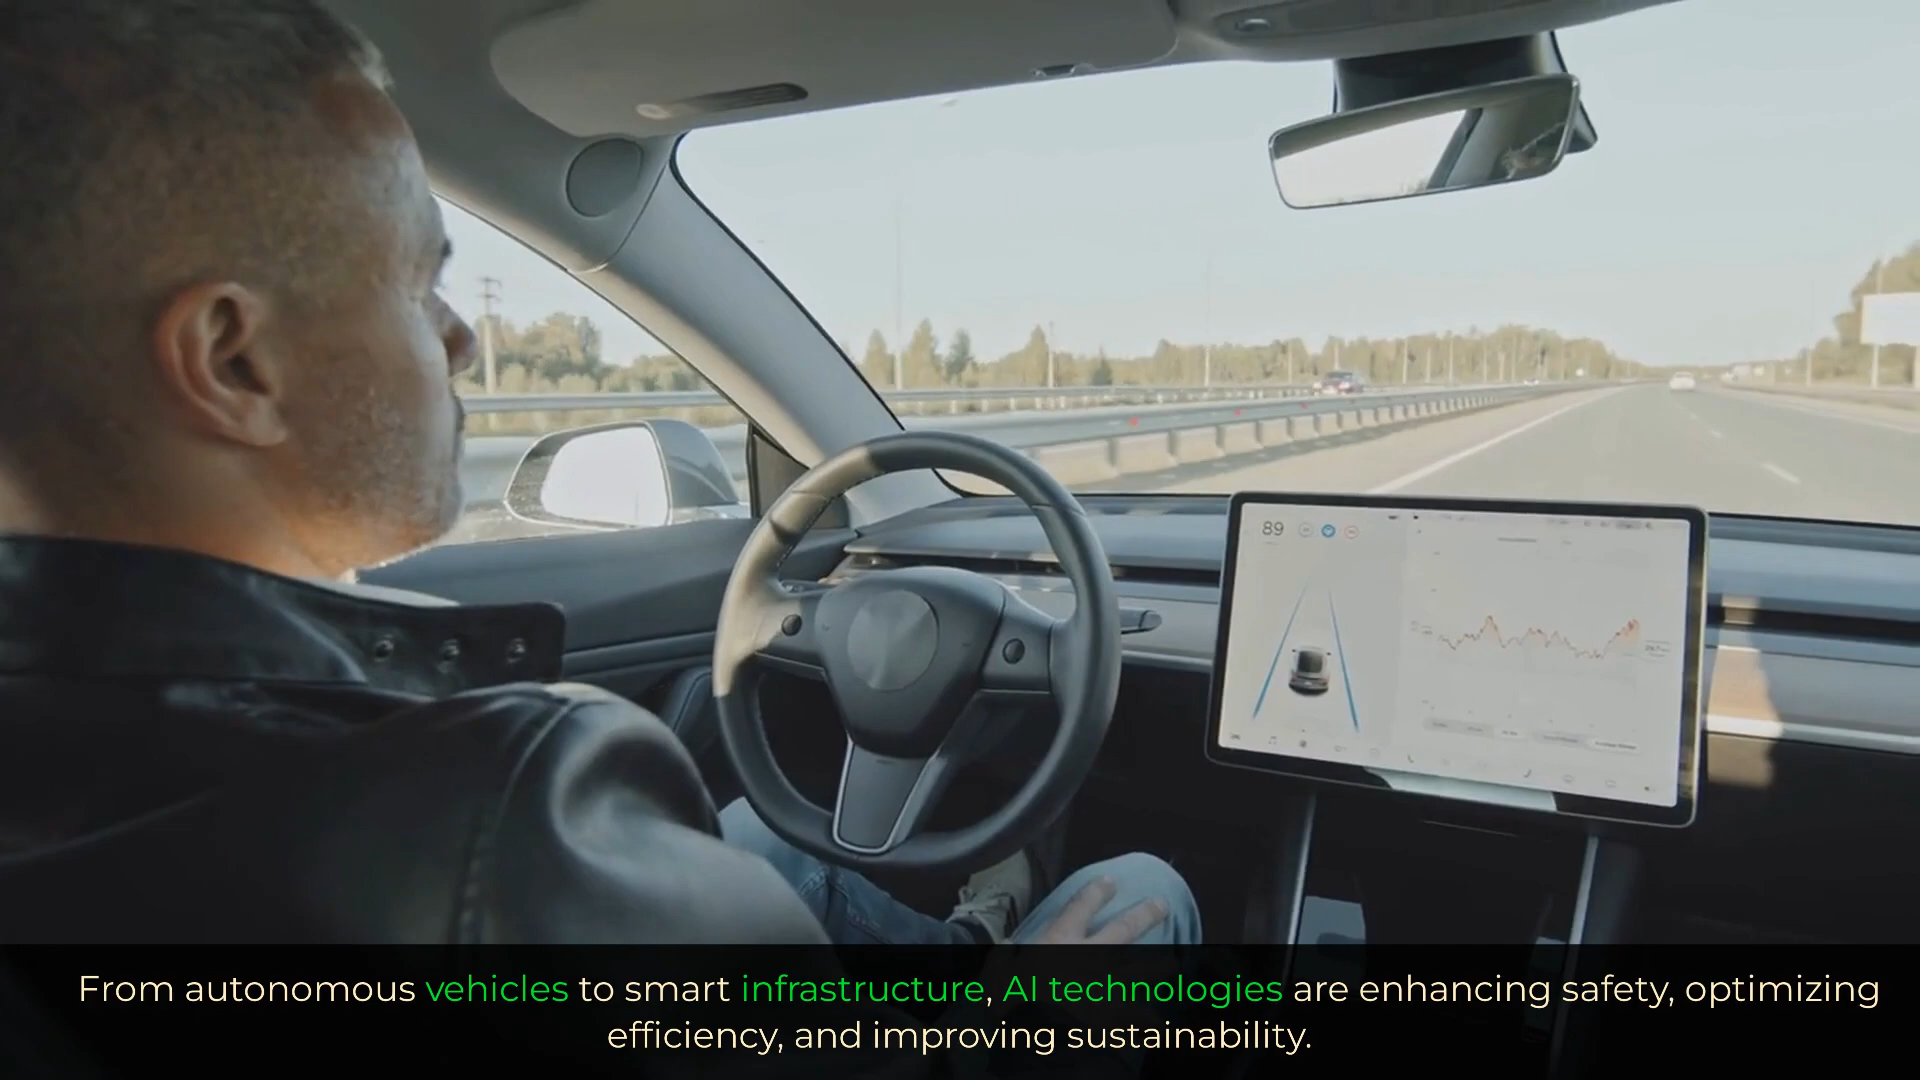 89
From autonomous vehicles to smart infrastructure, AI technologies are enhancing safety, optimizing
efficiency, and improving sustainability.